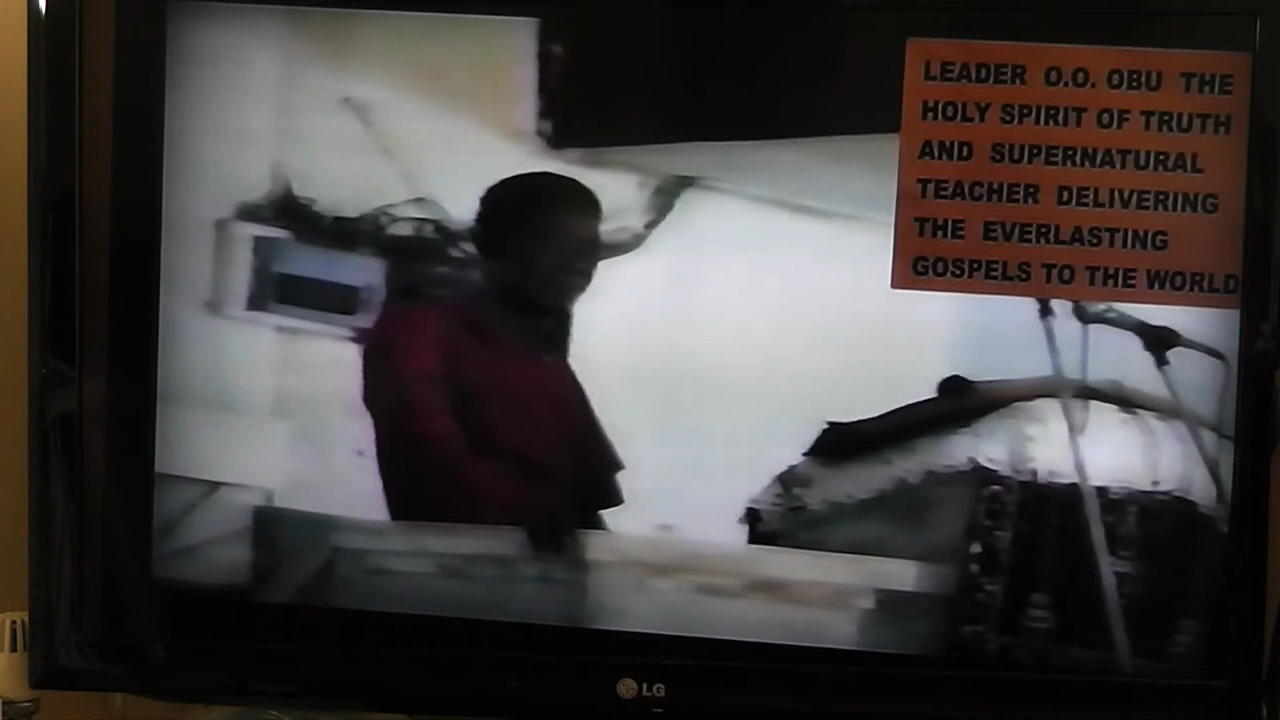 LEADER O.O. OBU THE
HOLY SPIRIT OF TRUTH
AND SUPERNATURAL
TEACHER DELIVERING
THE EVERLASTING
GOSPELS TO THE WORLD
LG